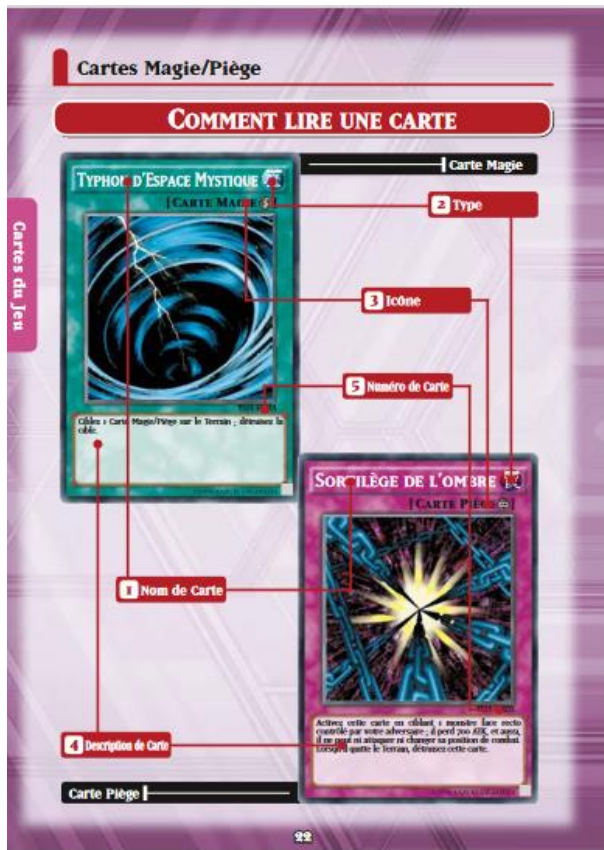 Cartes Magie/Piège
COMMENT LIRE UNE CARTE
Cartes du Jeu
Carte Magie
TYPHON D'ESPACE MYSTIQUE
[CARTE MAGIE
2 Type
3 Icône
5 Numéro de Carte
Ciblez 1 Carte Magie/Piège sur le Terrain ; détruisez la
cible.
SORTILÈGE DE L'OMBRE
[CARTE PIÈGE
1 Nom de Carte
Activez cette carte en ciblant 1 monstre face recto
contrôlé par votre adversaire ; il perd 700 ATK, et aussi,
il ne peut ni attaquer ni changer sa position de combat.
Lorsqu'il quitte le Terrain, détruisez cette carte.
4 Description de Carte
Carte Piège
22